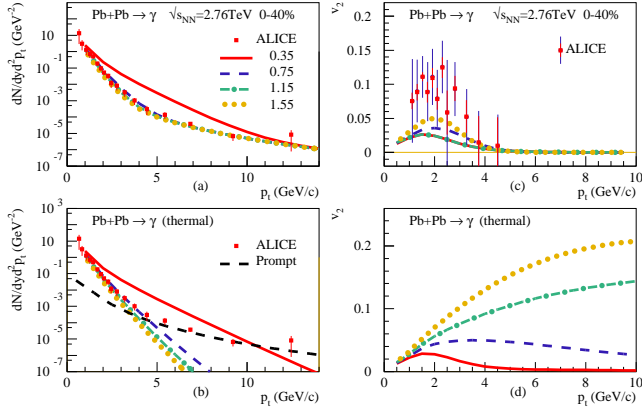 Pb+Pb → γ √sNN=2.76TeV 0-40%
ALICE
0.35
0.75
1.15
1.55
dN/dyd²pt (GeV⁻²)
10
10⁻¹
10⁻³
10⁻⁵
10⁻⁷
0 5 10
(a)
pt (GeV/c)
Pb+Pb → γ √sNN=2.76TeV 0-40%
ALICE
v₂
0.2
0.15
0.1
0.05
0
0 2 4 6 8 10
(c)
pt (GeV/c)
Pb+Pb → γ (thermal)
ALICE
Prompt
dN/dyd²pt (GeV⁻²)
10³
10
10⁻¹
10⁻³
10⁻⁵
10⁻⁷
0 5 10
(b)
pt (GeV/c)
Pb+Pb → γ (thermal)
v₂
0.2
0.1
0
0 2 4 6 8 10
(d)
pt (GeV/c)